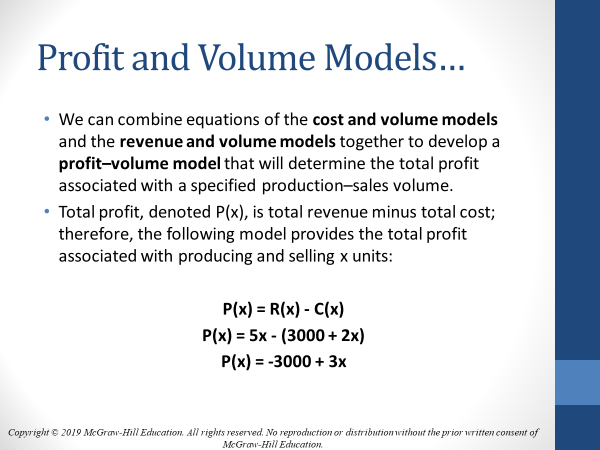 Profit and Volume Models…
• We can combine equations of the cost and volume models
and the revenue and volume models together to develop a
profit–volume model that will determine the total profit
associated with a specified production–sales volume.
• Total profit, denoted P(x), is total revenue minus total cost;
therefore, the following model provides the total profit
associated with producing and selling x units:
P(x) = R(x) - C(x)
P(x) = 5x - (3000 + 2x)
P(x) = -3000 + 3x
Copyright © 2019 McGraw-Hill Education. All rights reserved. No reproduction or distribution without the prior written consent of
McGraw-Hill Education.